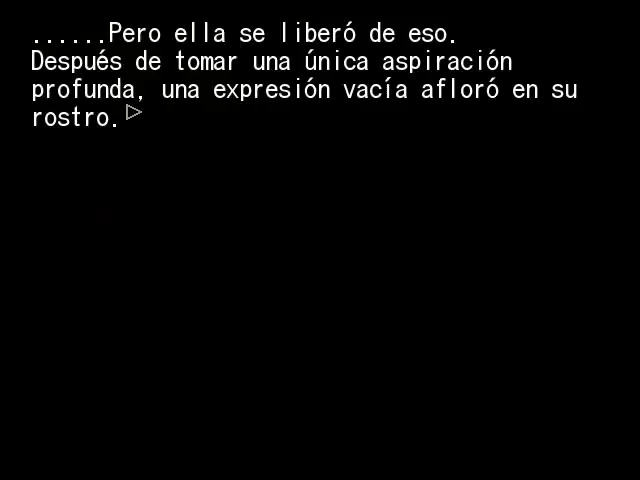 ......Pero ella se liberó de eso.
Después de tomar una única aspiración
profunda, una expresión vacía afloró en su
rostro.